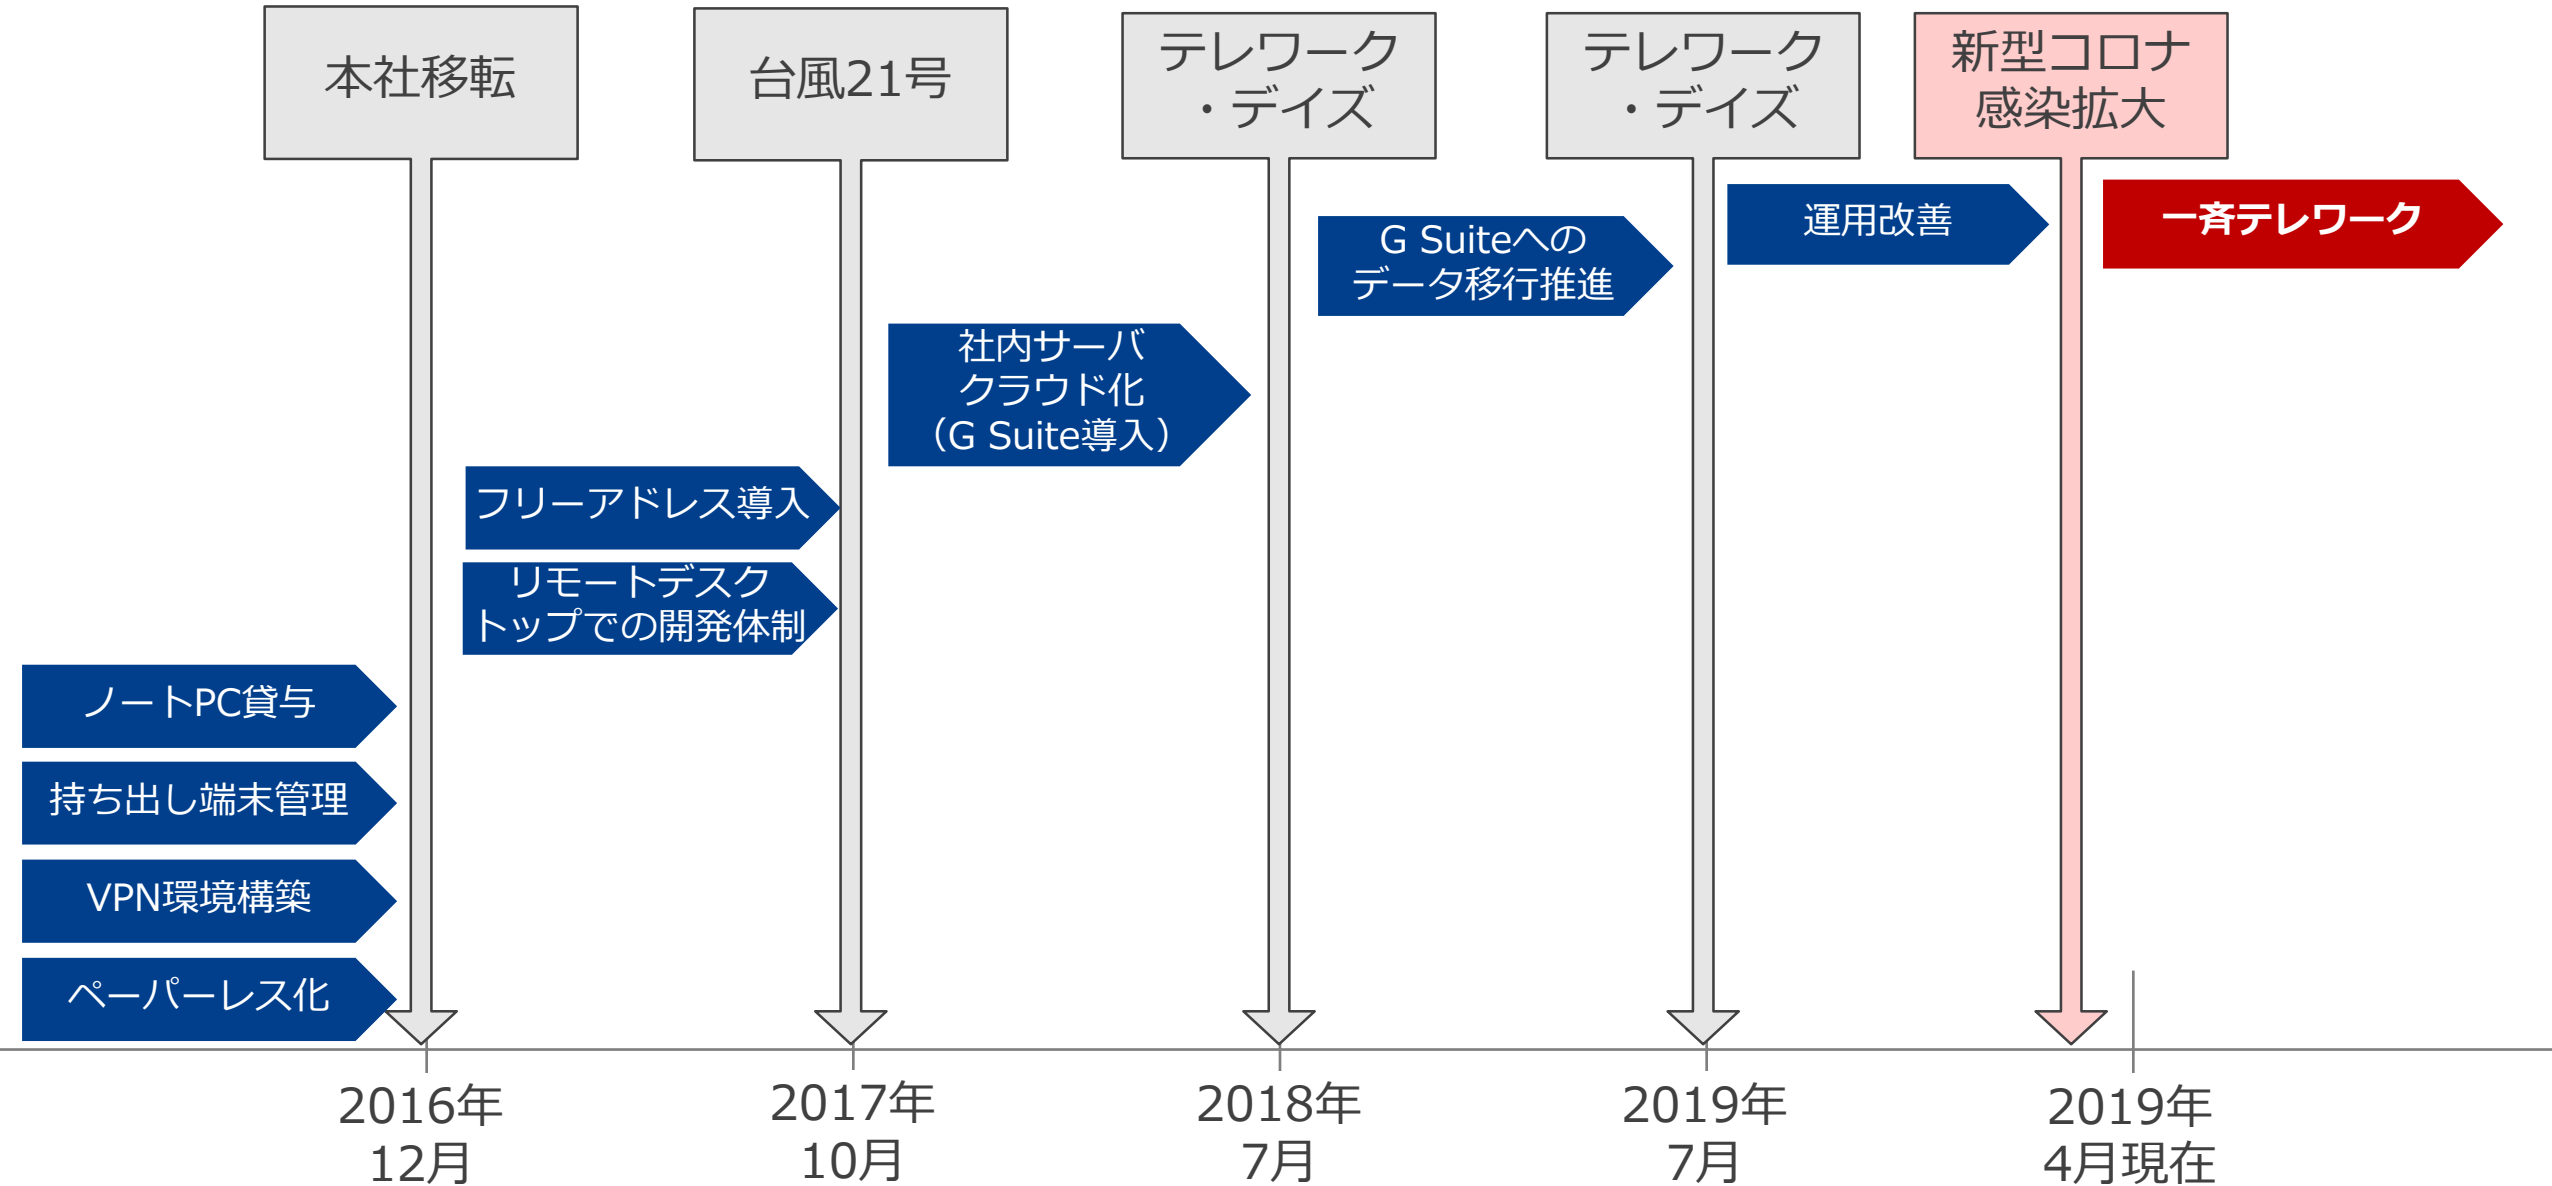 本社移転
台風21号
テレワーク
・デイズ
テレワーク
・デイズ
新型コロナ
感染拡大
運用改善
一斉テレワーク
G Suiteへの
データ移行推進
社内サーバ
クラウド化
（G Suite導入）
フリーアドレス導入
リモートデスク
トップでの開発体制
ノートPC貸与
持ち出し端末管理
VPN環境構築
ペーパーレス化
2016年
12月
2017年
10月
2018年
7月
2019年
7月
2019年
4月現在